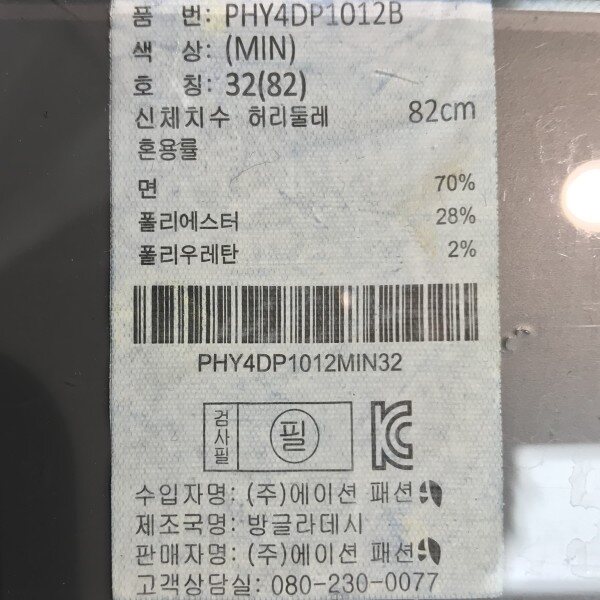 품 번: PHY4DP1012B
색 상: (MIN)
호 칭: 32(82)
신체치수 허리둘레 82cm
혼용률
면 70%
폴리에스터 28%
폴리우레탄 2%
PHY4DP1012MIN32
검사필 필 KC
수입자명: (주)에이션 패션
제조국명: 방글라데시
판매자명: (주)에이션 패션
고객상담실: 080-230-0077